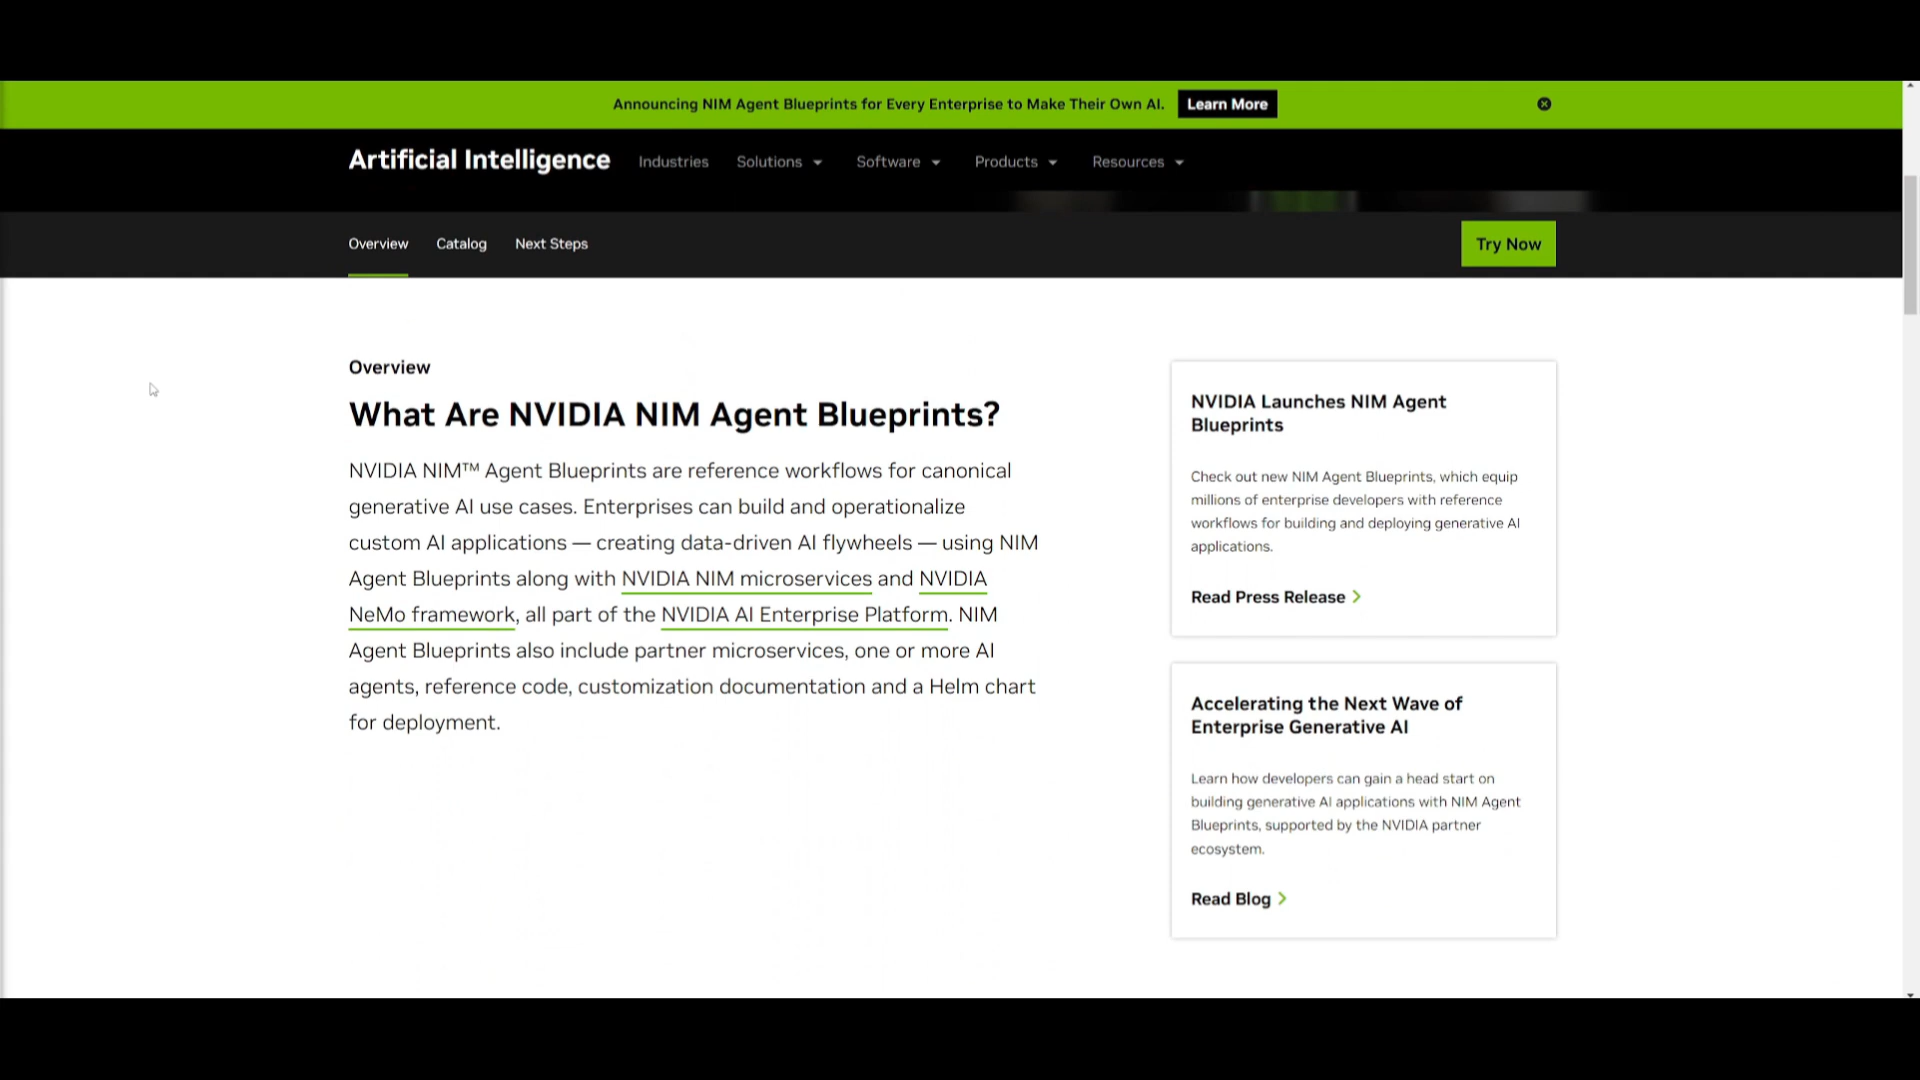 Announcing NIM Agent Blueprints for Every Enterprise to Make Their Own AI. Learn More
Artificial Intelligence Industries Solutions Software Products Resources
Overview Catalog Next Steps Try Now
Overview
What Are NVIDIA NIM Agent Blueprints?
NVIDIA NIM™ Agent Blueprints are reference workflows for canonical
generative AI use cases. Enterprises can build and operationalize
custom AI applications — creating data-driven AI flywheels — using NIM
Agent Blueprints along with NVIDIA NIM microservices and NVIDIA
NeMo framework, all part of the NVIDIA AI Enterprise Platform. NIM
Agent Blueprints also include partner microservices, one or more AI
agents, reference code, customization documentation and a Helm chart
for deployment.
NVIDIA Launches NIM Agent
Blueprints
Check out new NIM Agent Blueprints, which equip
millions of enterprise developers with reference
workflows for building and deploying generative AI
applications.
Read Press Release
Accelerating the Next Wave of
Enterprise Generative AI
Learn how developers can gain a head start on
building generative AI applications with NIM Agent
Blueprints, supported by the NVIDIA partner
ecosystem.
Read Blog